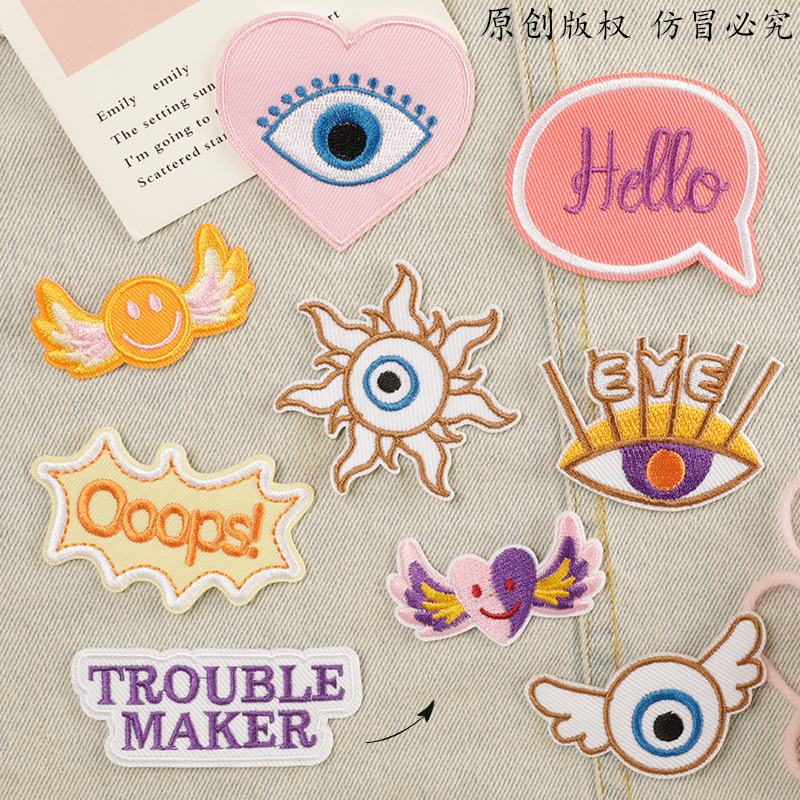 原创版权 仿冒必究
Emily emily
The setting sun
I'm going to
Scattered star
Hello
EYE
Ooops!
TROUBLE
MAKER